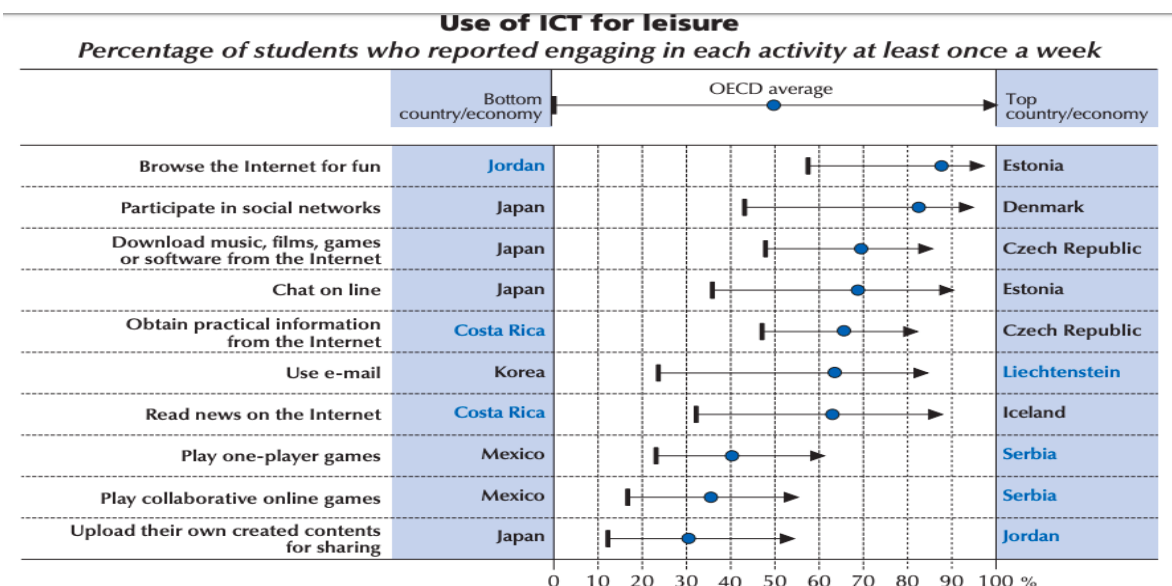 Use of ICT for leisure
Percentage of students who reported engaging in each activity at least once a week
Bottom
country/economy
OECD average
Top
country/economy
Browse the Internet for fun Jordan Estonia
Participate in social networks Japan Denmark
Download music, films, games
or software from the Internet Japan Czech Republic
Chat on line Japan Estonia
Obtain practical information
from the Internet Costa Rica Czech Republic
Use e-mail Korea Liechtenstein
Read news on the Internet Costa Rica Iceland
Play one-player games Mexico Serbia
Play collaborative online games Mexico Serbia
Upload their own created contents
for sharing Japan Jordan
0 10 20 30 40 50 60 70 80 90 100 %